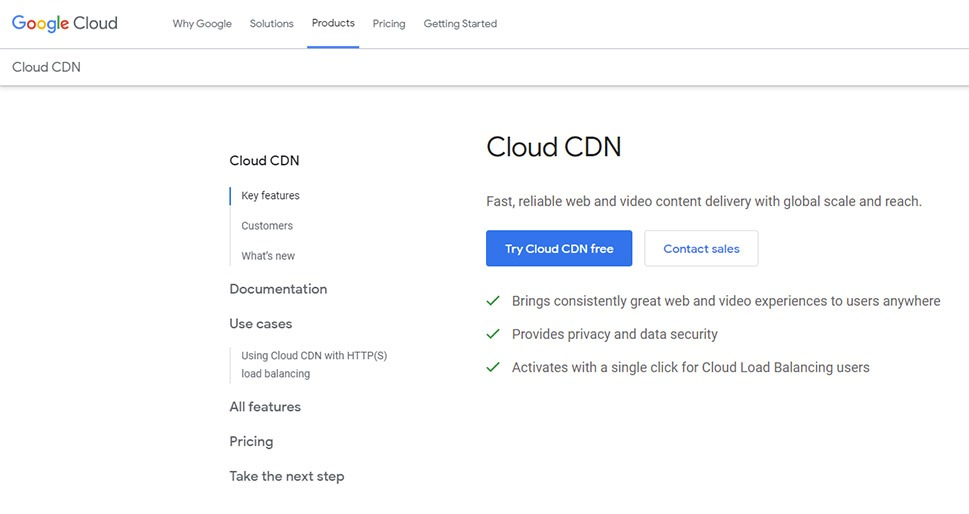 Google Cloud Why Google Solutions Products Pricing Getting Started
Cloud CDN
Cloud CDN
Key features
Customers
What's new
Documentation
Use cases
Using Cloud CDN with HTTP(S)
load balancing
All features
Pricing
Take the next step
Cloud CDN
Fast, reliable web and video content delivery with global scale and reach.
Try Cloud CDN free Contact sales
Brings consistently great web and video experiences to users anywhere
Provides privacy and data security
Activates with a single click for Cloud Load Balancing users